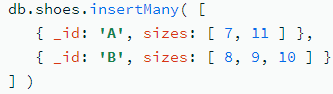 db.shoes.insertMany( [
   { _id: 'A', sizes: [ 7, 11 ] },
   { _id: 'B', sizes: [ 8, 9, 10 ] }
] )